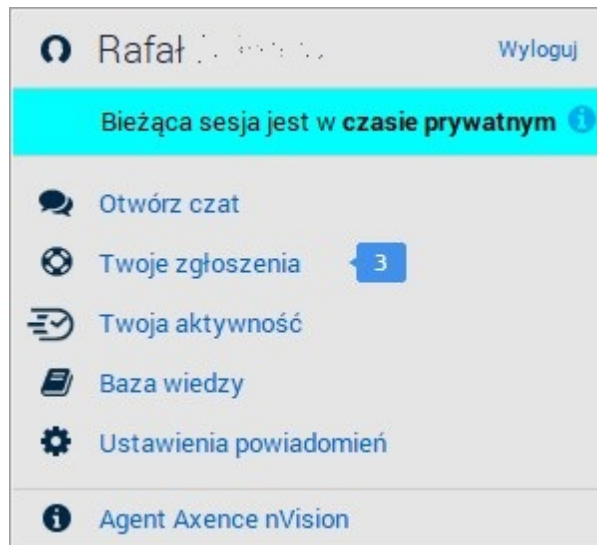 Rafał
Wyloguj
Bieżąca sesja jest w czasie prywatnym
Otwórz czat
Twoje zgłoszenia 3
Twoja aktywność
Baza wiedzy
Ustawienia powiadomień
Agent Axence nVision